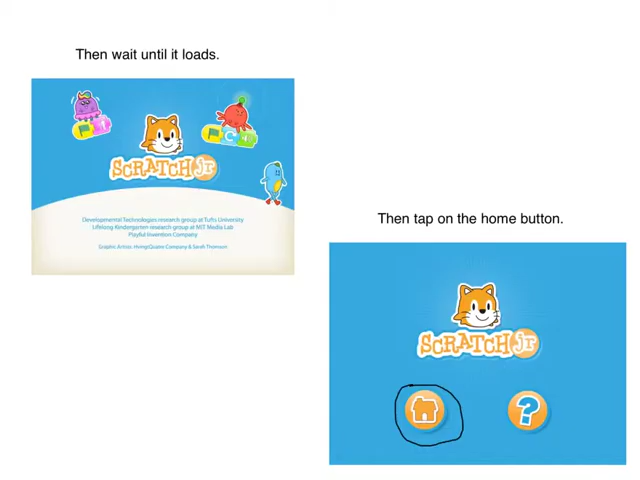 Then wait until it loads.
SCRATCH jr
Developmental Technologies research group at Tufts University
Lifelong Kindergarten research group at MIT Media Lab
Playful Invention Company
Graphic Artists: HvingtQuatre Company & Sarah Thomson
Then tap on the home button.
SCRATCH jr
?